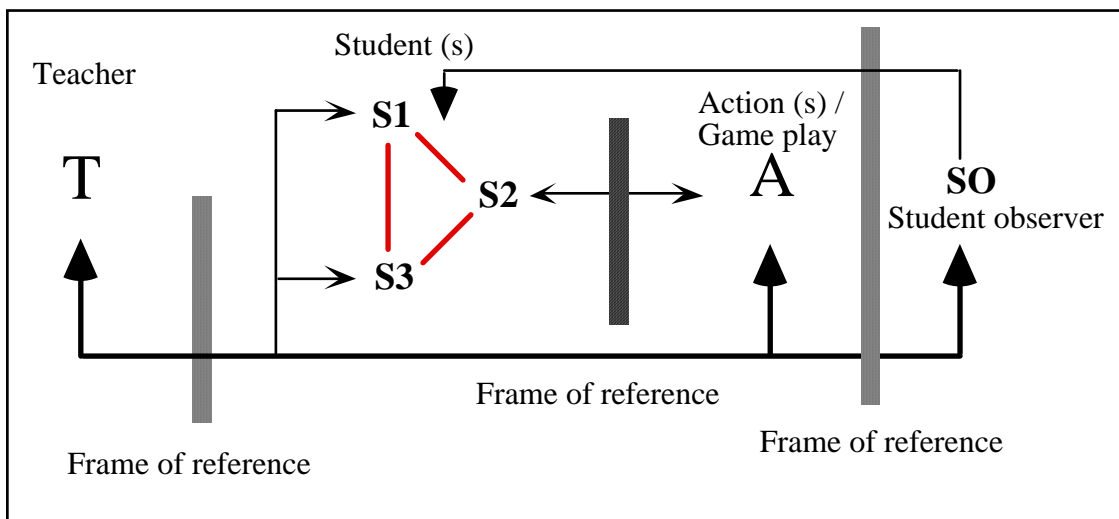 Student (s)
Teacher
Action (s) /
Game play
S1
T
S2
A
SO
Student observer
S3
Frame of reference
Frame of reference
Frame of reference